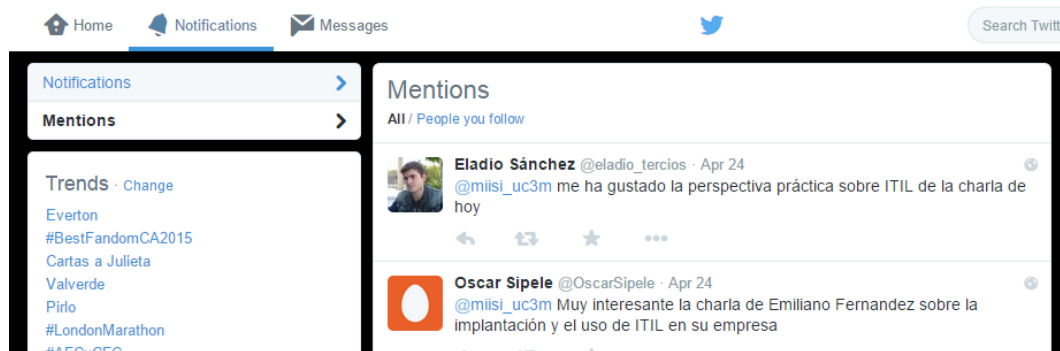 Home Notifications Messages
Search Twitt
Notifications
Mentions
Trends · Change
Everton
#BestFandomCA2015
Cartas a Julieta
Valverde
Pirlo
#LondonMarathon
Mentions
All / People you follow
Eladio Sánchez @eladio_tercios · Apr 24
@miisi_uc3m me ha gustado la perspectiva práctica sobre ITIL de la charla de
hoy
Oscar Sipele @OscarSipele · Apr 24
@miisi_uc3m Muy interesante la charla de Emiliano Fernandez sobre la
implantación y el uso de ITIL en su empresa